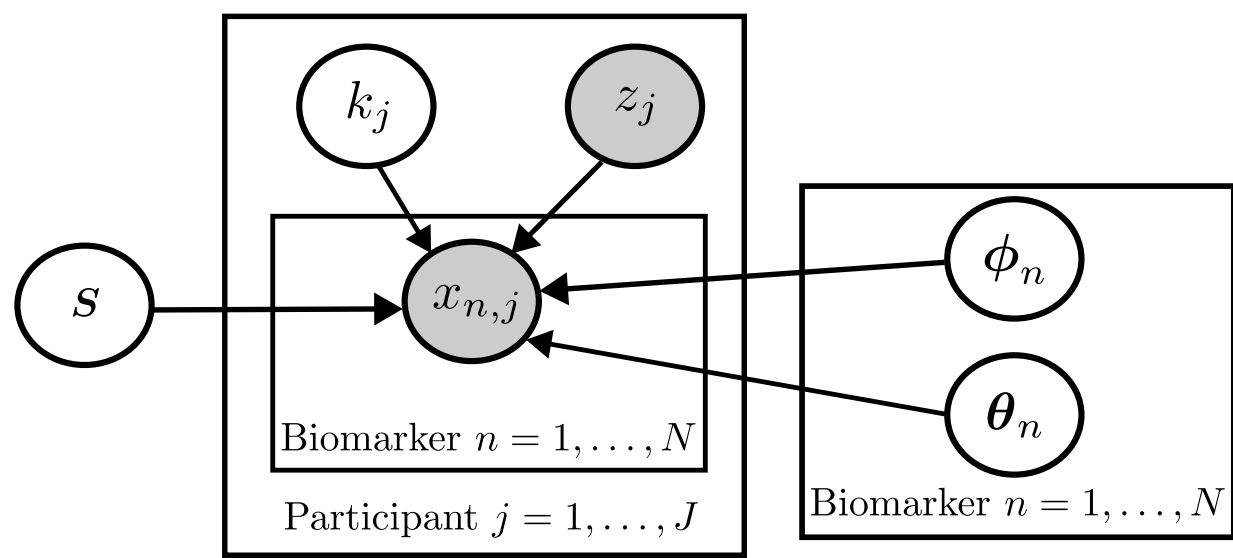 k_j
z_j
S
x_{n,j}
ϕ_n
θ_n
Biomarker n = 1, . . . , N
Participant j = 1, . . . , J
Biomarker n = 1, . . . , N